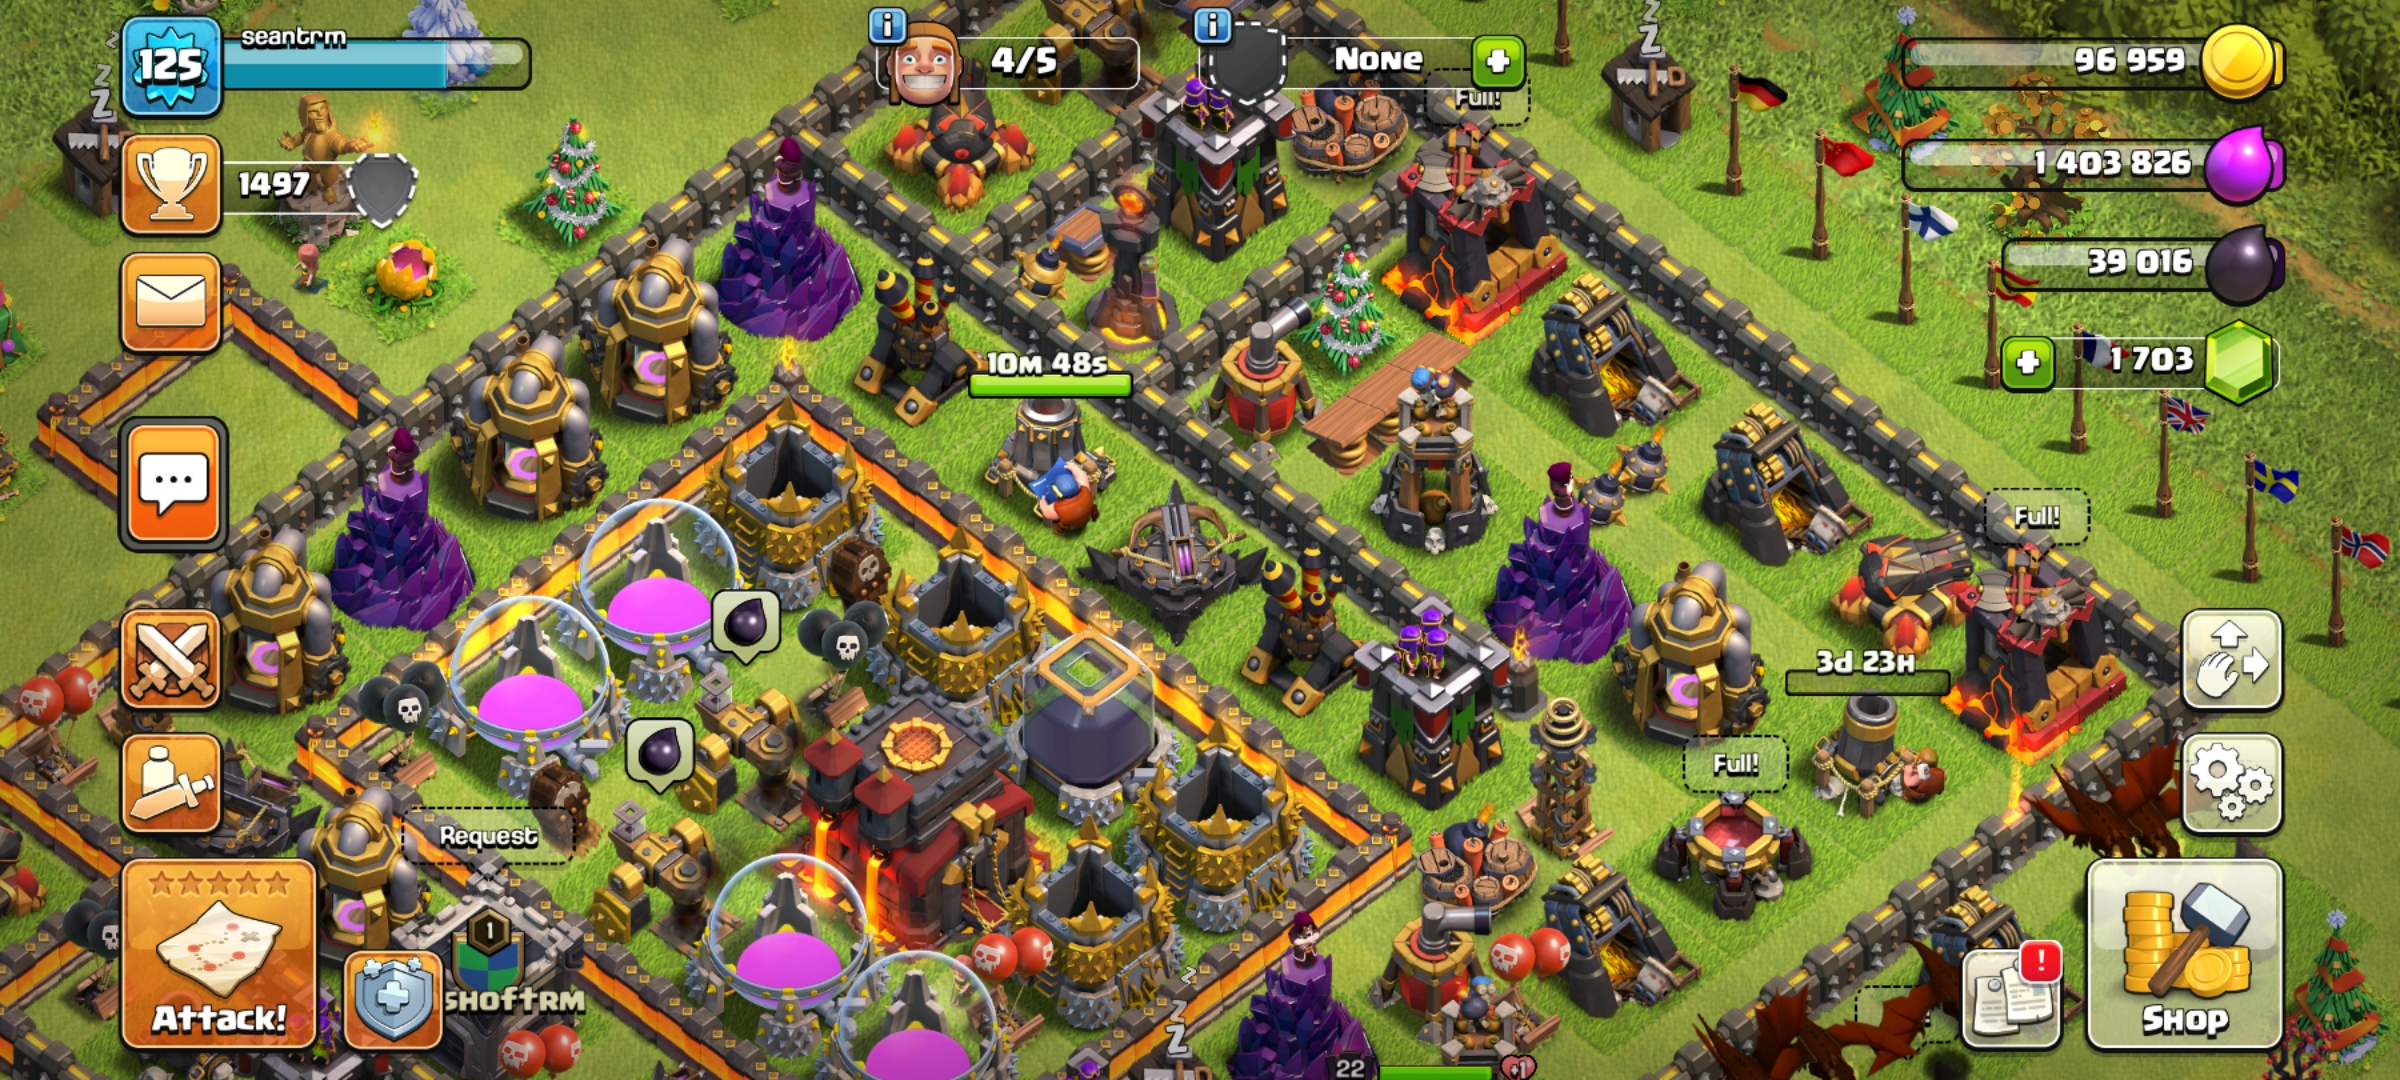 125
seantrm
4/5
None
96 959
Full!
1 403 826
1497
39 016
1 703
10m 48s
Full!
3d 23h
Full!
Request
1
Attack!
SHOFTRM
!
Shop
22
+1